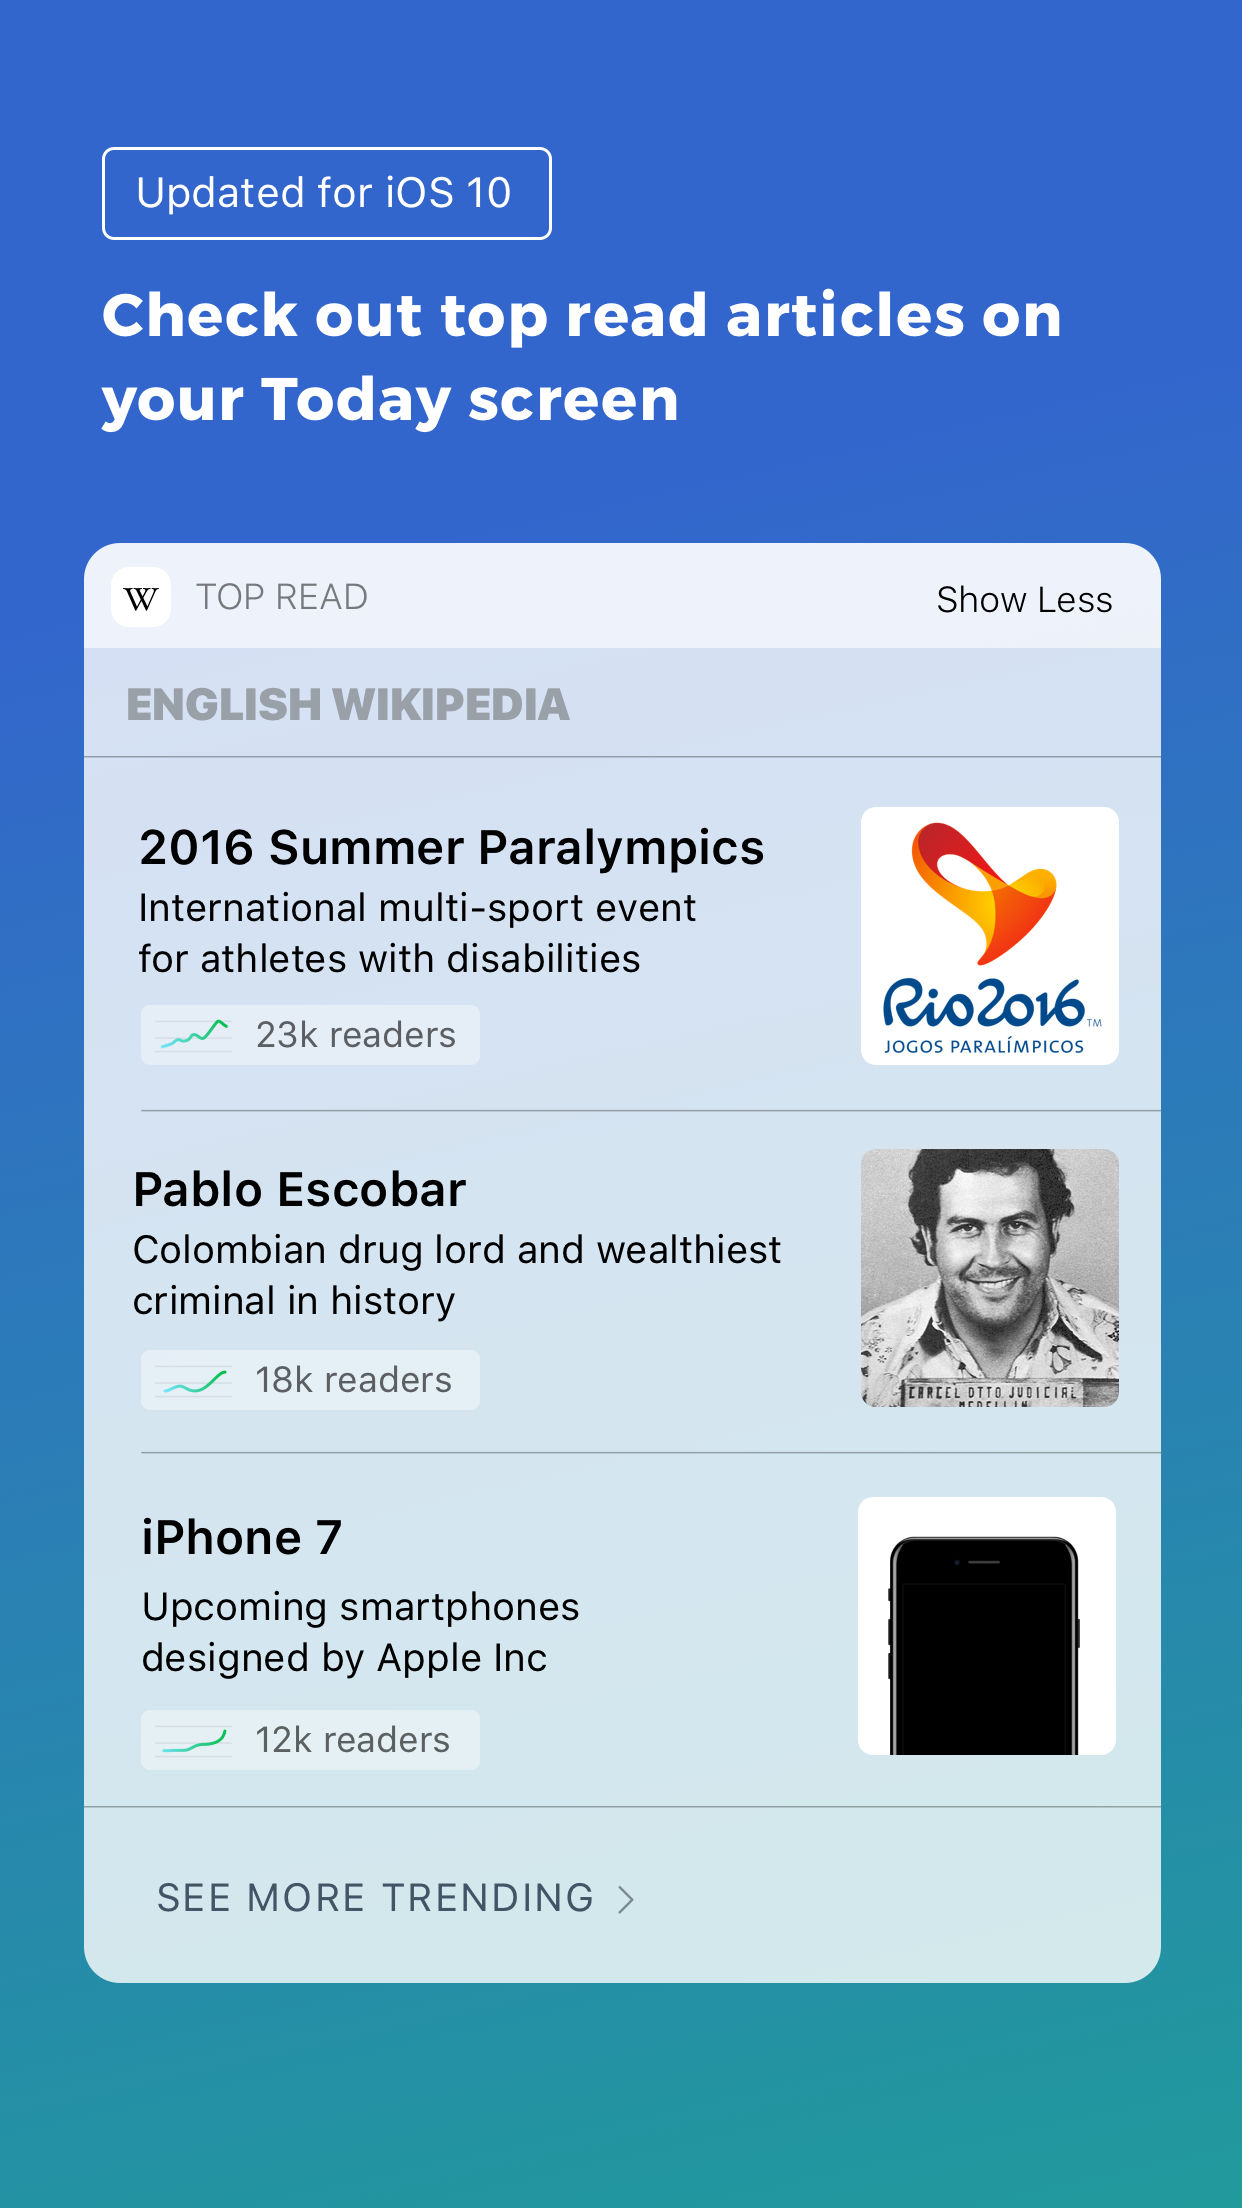 Updated for iOS 10
Check out top read articles on
your Today screen
W TOP READ Show Less
ENGLISH WIKIPEDIA
2016 Summer Paralympics
International multi-sport event
for athletes with disabilities
23k readers
Rio2016™
JOGOS PARALÍMPICOS
Pablo Escobar
Colombian drug lord and wealthiest
criminal in history
18k readers
CARCEL DTTO JUDICIAL
MEDELLIN
iPhone 7
Upcoming smartphones
designed by Apple Inc
12k readers
SEE MORE TRENDING >